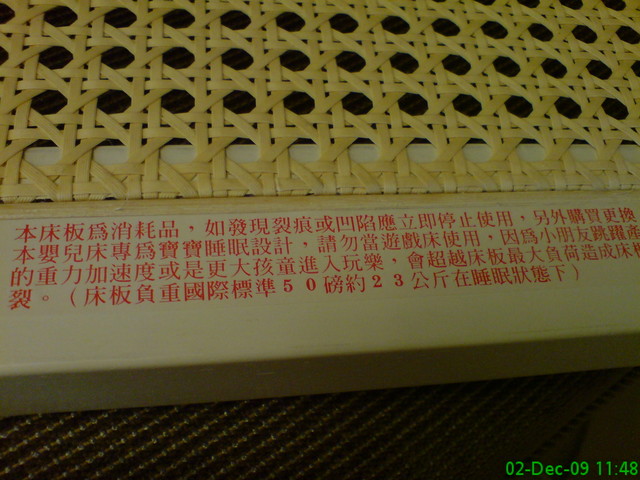 本床板爲消耗品，如發現裂痕或凹陷應立即停止使用，另外購買更換
本嬰兒床專爲寶寶睡眠設計，請勿當遊戲床使用，因爲小朋友跳躍產
的重力加速度或是更大孩童進入玩樂，會超越床板最大負荷造成床板
裂。（床板負重國際標準50磅約23公斤在睡眠狀態下）
02-Dec-09 11:48